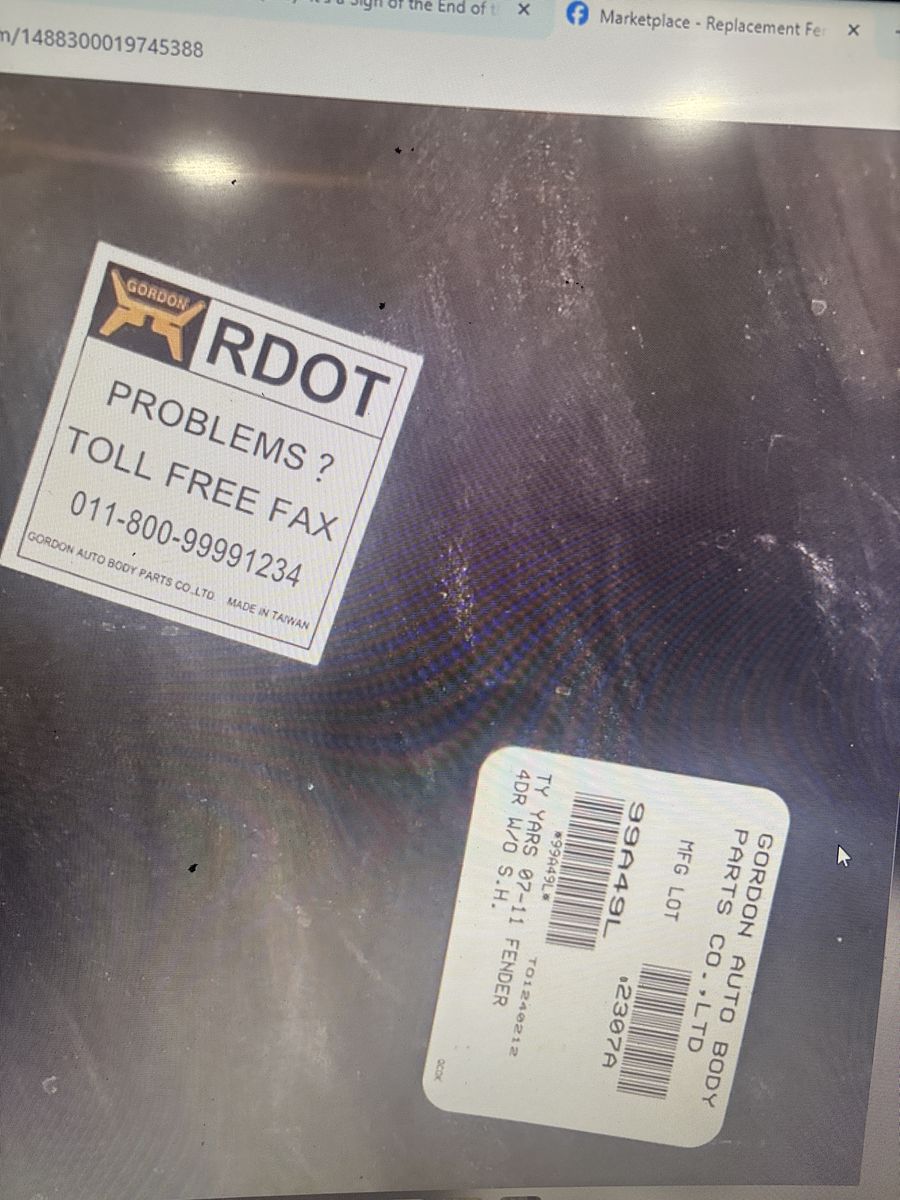 Sign of the End of t
Marketplace - Replacement Fer
m/1488300019745388
GORDON
RDOT
PROBLEMS ?
TOLL FREE FAX
011-800-99991234
GORDON AUTO BODY PARTS CO.,LTD MADE IN TAIWAN
GORDON AUTO BODY
PARTS CO.,LTD
MFG LOT
99A49L 2307A
*99A49L*
TY YARS 07-11 FENDER TO1240212
4DR W/O S.H.